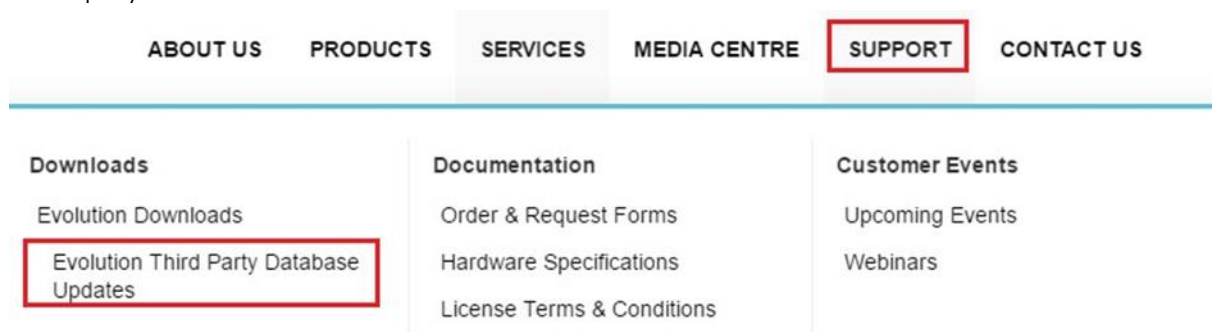 ABOUT US PRODUCTS SERVICES MEDIA CENTRE SUPPORT CONTACT US
Downloads
Evolution Downloads
Evolution Third Party Database
Updates
Documentation
Order & Request Forms
Hardware Specifications
License Terms & Conditions
Customer Events
Upcoming Events
Webinars